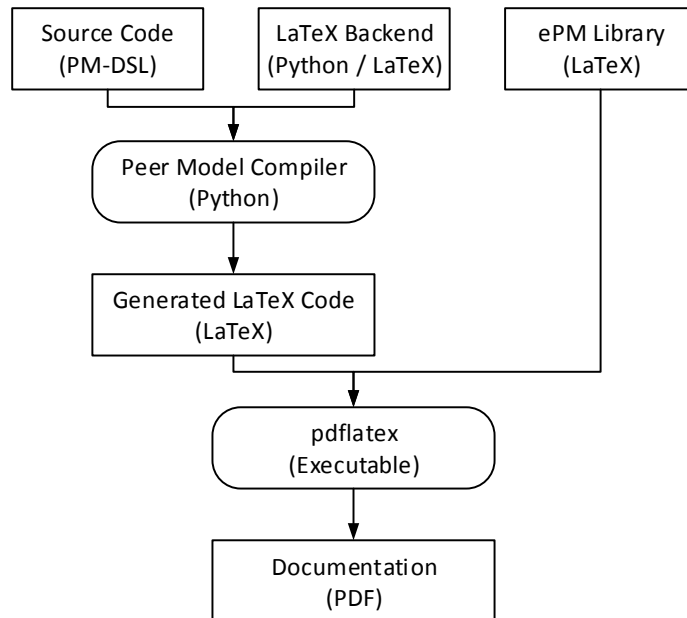 Source Code
(PM-DSL)
LaTeX Backend
(Python / LaTeX)
ePM Library
(LaTeX)
Peer Model Compiler
(Python)
Generated LaTeX Code
(LaTeX)
pdflatex
(Executable)
Documentation
(PDF)